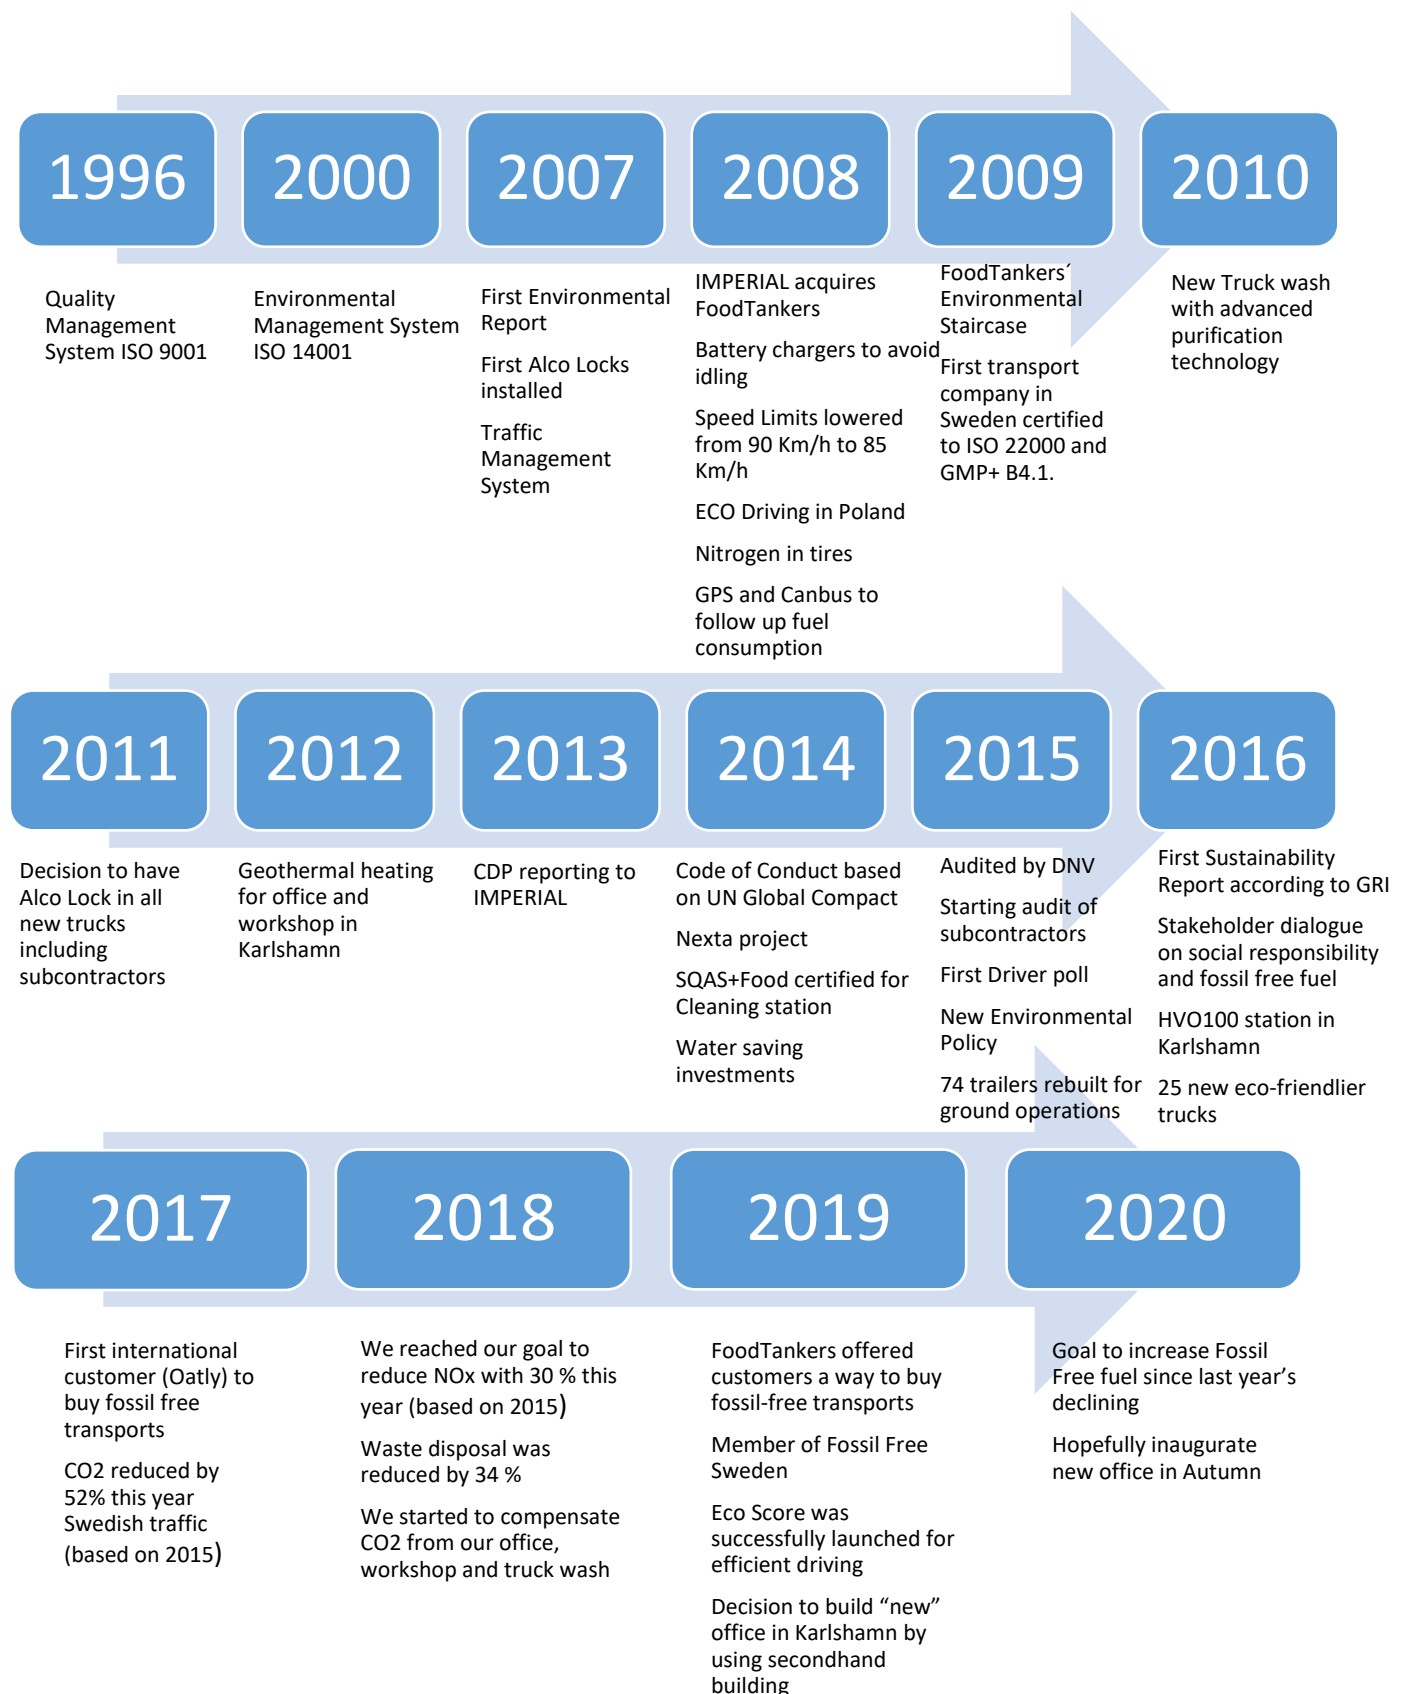 1996
2000
2007
2008
2009
2010
Quality
Management
System ISO 9001
Environmental
Management System
ISO 14001
First Environmental
Report
First Alco Locks
installed
Traffic
Management
System
IMPERIAL acquires
FoodTankers
Battery chargers to avoid
idling
Speed Limits lowered
from 90 Km/h to 85
Km/h
ECO Driving in Poland
Nitrogen in tires
GPS and Canbus to
follow up fuel
consumption
FoodTankers´
Environmental
Staircase
First transport
company in
Sweden certified
to ISO 22000 and
GMP+ B4.1.
New Truck wash
with advanced
purification
technology
2011
2012
2013
2014
2015
2016
Decision to have
Alco Lock in all
new trucks
including
subcontractors
Geothermal heating
for office and
workshop in
Karlshamn
CDP reporting to
IMPERIAL
Code of Conduct based
on UN Global Compact
Nexta project
SQAS+Food certified for
Cleaning station
Water saving
investments
Audited by DNV
Starting audit of
subcontractors
First Driver poll
New Environmental
Policy
74 trailers rebuilt for
ground operations
First Sustainability
Report according to GRI
Stakeholder dialogue
on social responsibility
and fossil free fuel
HVO100 station in
Karlshamn
25 new eco-friendlier
trucks
2017
2018
2019
2020
First international
customer (Oatly) to
buy fossil free
transports
CO2 reduced by
52% this year
Swedish traffic
(based on 2015)
We reached our goal to
reduce NOx with 30 % this
year (based on 2015)
Waste disposal was
reduced by 34 %
We started to compensate
CO2 from our office,
workshop and truck wash
FoodTankers offered
customers a way to buy
fossil-free transports
Member of Fossil Free
Sweden
Eco Score was
successfully launched for
efficient driving
Decision to build “new”
office in Karlshamn by
using secondhand
building
Goal to increase Fossil
Free fuel since last year’s
declining
Hopefully inaugurate
new office in Autumn